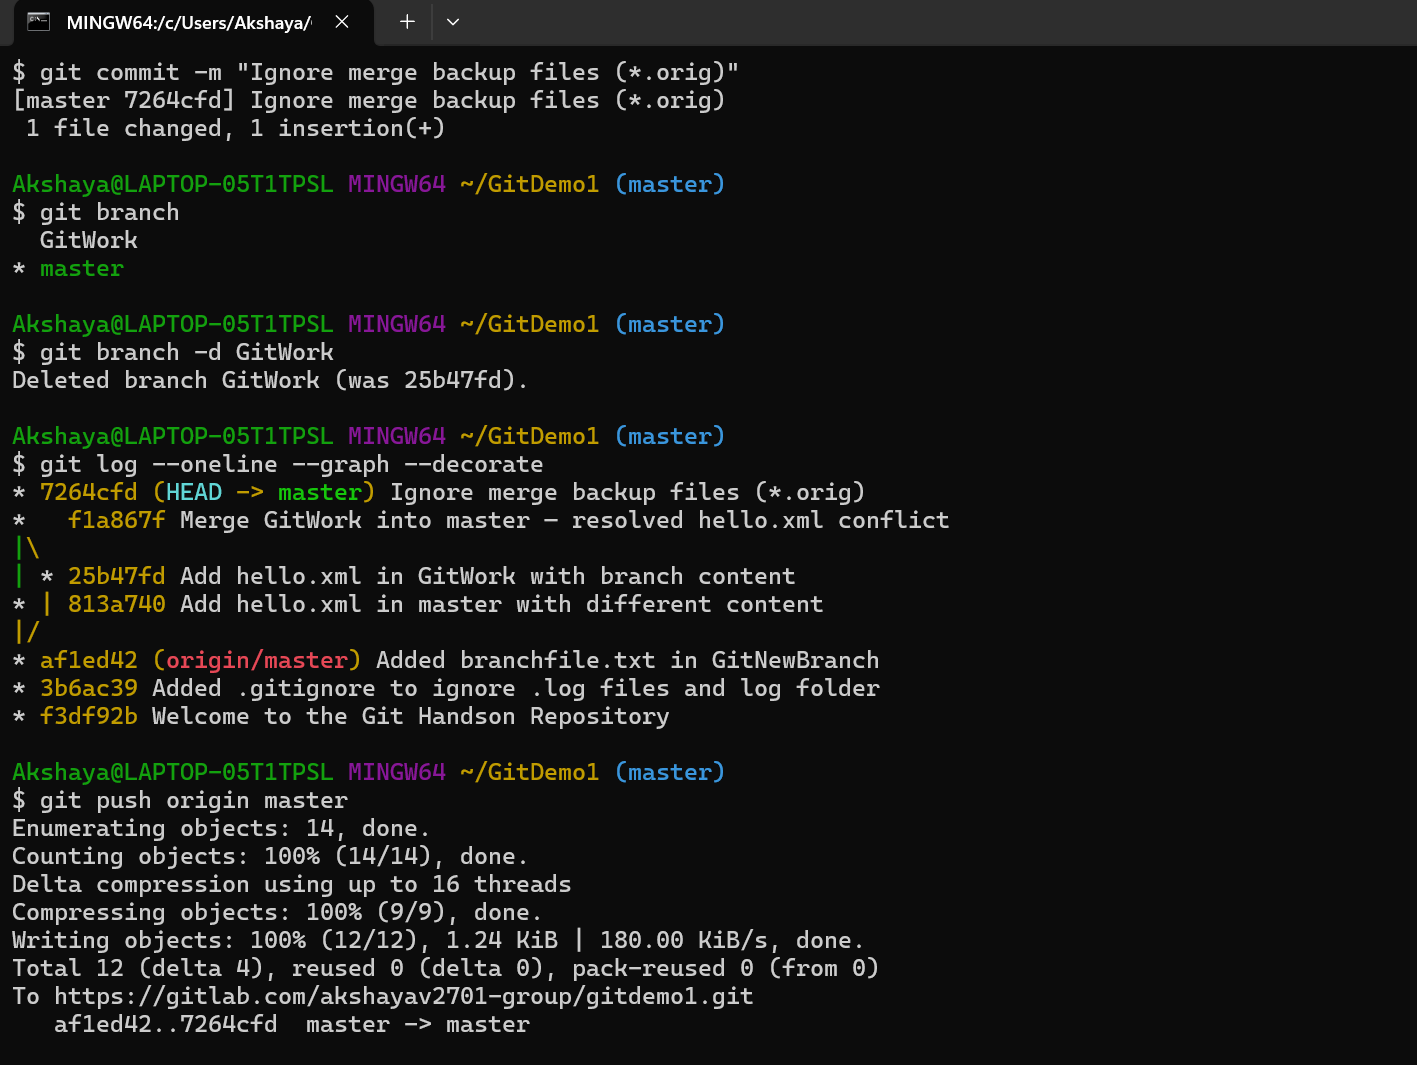 MINGW64:/c/Users/Akshaya/
$ git commit -m "Ignore merge backup files (*.orig)"
[master 7264cfd] Ignore merge backup files (*.orig)
 1 file changed, 1 insertion(+)

Akshaya@LAPTOP-05T1TPSL MINGW64 ~/GitDemo1 (master)
$ git branch
  GitWork
* master

Akshaya@LAPTOP-05T1TPSL MINGW64 ~/GitDemo1 (master)
$ git branch -d GitWork
Deleted branch GitWork (was 25b47fd).

Akshaya@LAPTOP-05T1TPSL MINGW64 ~/GitDemo1 (master)
$ git log --oneline --graph --decorate
* 7264cfd (HEAD -> master) Ignore merge backup files (*.orig)
*   f1a867f Merge GitWork into master - resolved hello.xml conflict
|\
| * 25b47fd Add hello.xml in GitWork with branch content
* | 813a740 Add hello.xml in master with different content
|/
* af1ed42 (origin/master) Added branchfile.txt in GitNewBranch
* 3b6ac39 Added .gitignore to ignore .log files and log folder
* f3df92b Welcome to the Git Handson Repository

Akshaya@LAPTOP-05T1TPSL MINGW64 ~/GitDemo1 (master)
$ git push origin master
Enumerating objects: 14, done.
Counting objects: 100% (14/14), done.
Delta compression using up to 16 threads
Compressing objects: 100% (9/9), done.
Writing objects: 100% (12/12), 1.24 KiB | 180.00 KiB/s, done.
Total 12 (delta 4), reused 0 (delta 0), pack-reused 0 (from 0)
To https://gitlab.com/akshayav2701-group/gitdemo1.git
   af1ed42..7264cfd  master -> master